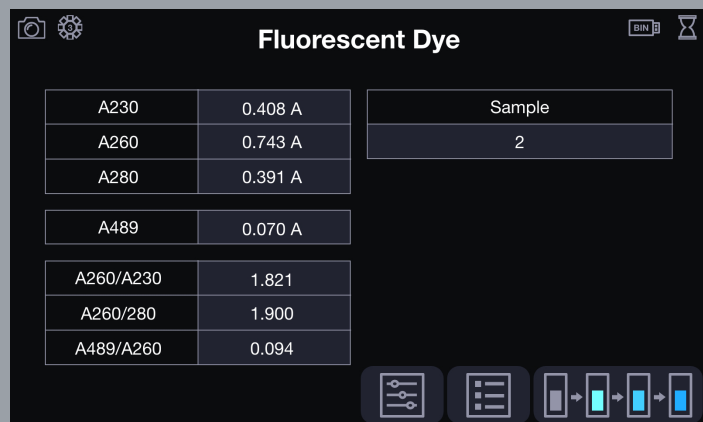 3
Fluorescent Dye
BIN
A230 0.408 A
A260 0.743 A
A280 0.391 A
A489 0.070 A
A260/A230 1.821
A260/280 1.900
A489/A260 0.094
Sample
2